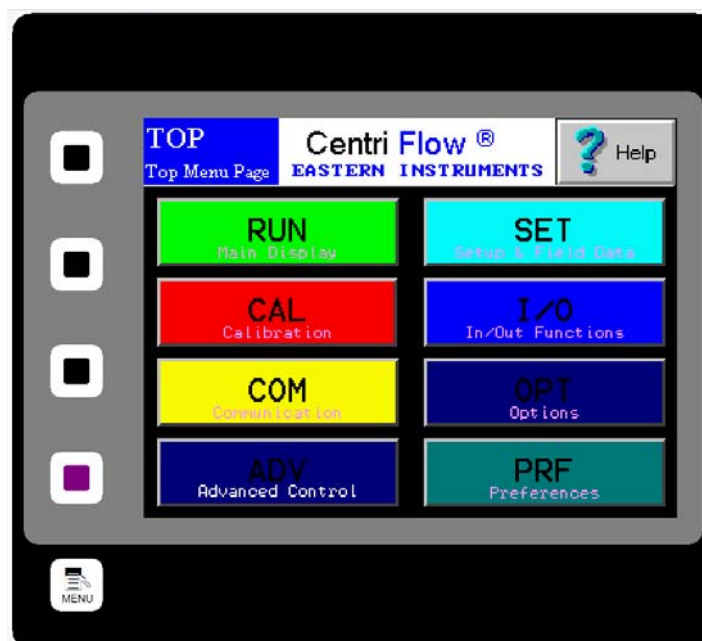 TOP
Top Menu Page
Centri Flow ®
EASTERN INSTRUMENTS
Help
RUN
Main Display
SET
Setup & Field Data
CAL
Calibration
I/O
In/Out Functions
COM
Communication
OPT
Options
ADV
Advanced Control
PRF
Preferences
MENU